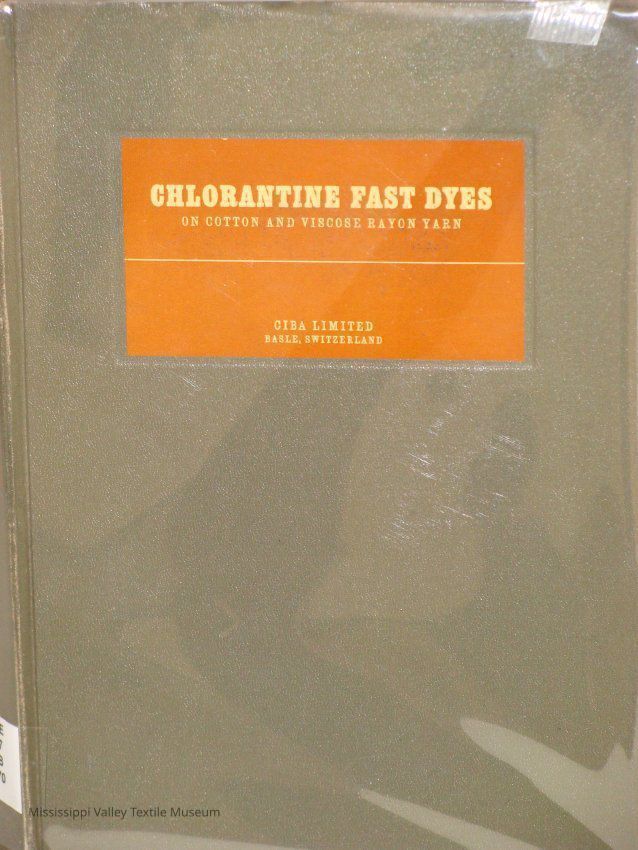 CHLORANTINE FAST DYES
ON COTTON AND VISCOSE RAYON YARN
CIBA LIMITED
BASLE, SWITZERLAND
Mississippi Valley Textile Museum